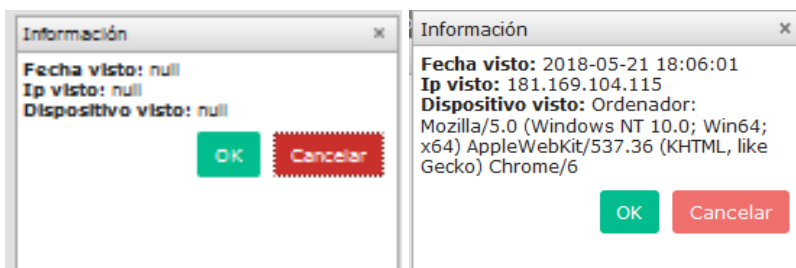 Información
Fecha visto: null
Ip visto: null
Dispositivo visto: null
OK
Cancelar
Información
Fecha visto: 2018-05-21 18:06:01
Ip visto: 181.169.104.115
Dispositivo visto: Ordenador:
Mozilla/5.0 (Windows NT 10.0; Win64;
x64) AppleWebKit/537.36 (KHTML, like
Gecko) Chrome/6
OK
Cancelar